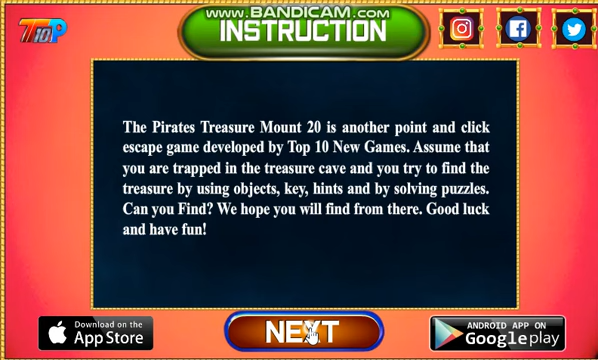 www.BANDICAM.com
INSTRUCTION
TOP
10
The Pirates Treasure Mount 20 is another point and click
escape game developed by Top 10 New Games. Assume that
you are trapped in the treasure cave and you try to find the
treasure by using objects, key, hints and by solving puzzles.
Can you Find? We hope you will find from there. Good luck
and have fun!
Download on the
App Store
NEXT
ANDROID APP ON
Google play